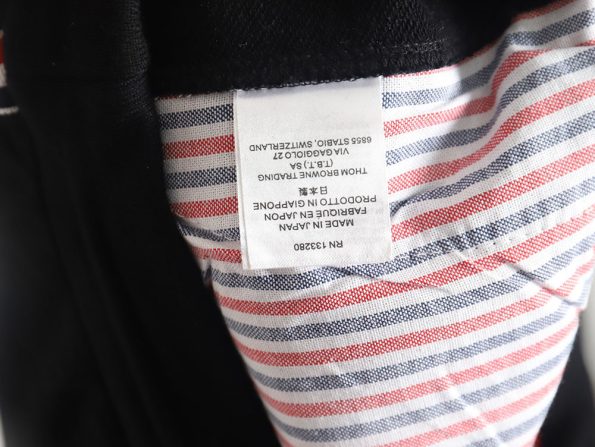 RN 133280
MADE IN JAPAN
FABRIQUE EN JAPON
PRODOTTO IN GIAPPONE
日本製
THOM BROWNE TRADING
(T.B.T.) SA
VIA GAGGIOLO 27
6855 STABIO, SWITZERLAND